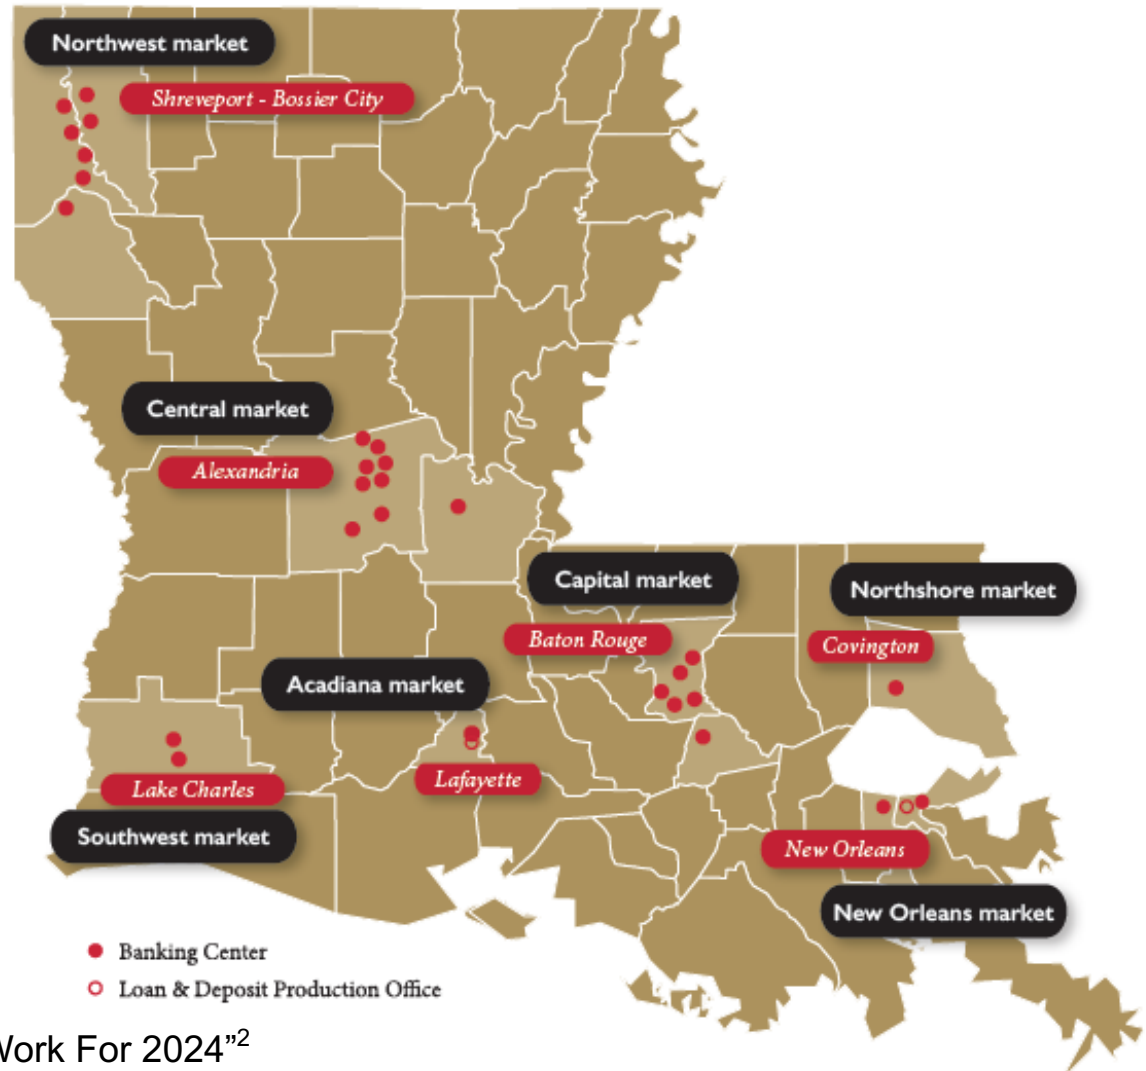 Northwest market
Shreveport - Bossier City
Central market
Alexandria
Capital market
Northshore market
Baton Rouge
Covington
Acadiana market
Lafayette
Lake Charles
Southwest market
New Orleans
New Orleans market
Banking Center
Loan & Deposit Production Office
Work For 2024”2